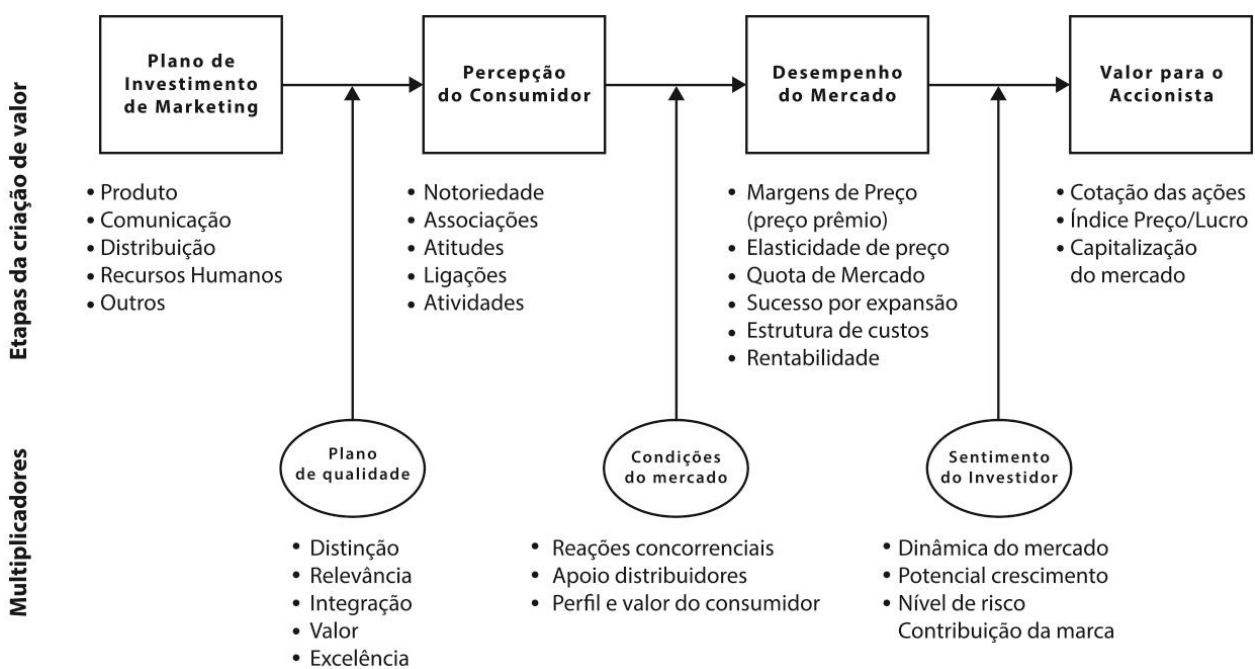 Etapas da criação de valor
Plano de
Investimento
de Marketing
• Produto
• Comunicação
• Distribuição
• Recursos Humanos
• Outros
Percepção
do Consumidor
• Notoriedade
• Associações
• Atitudes
• Ligações
• Atividades
Desempenho
do Mercado
• Margens de Preço
(preço prêmio)
• Elasticidade de preço
• Quota de Mercado
• Sucesso por expansão
• Estrutura de custos
• Rentabilidade
Valor para o
Accionista
• Cotação das ações
• Índice Preço/Lucro
• Capitalização
do mercado
Multiplicadores
Plano
de qualidade
• Distinção
• Relevância
• Integração
• Valor
• Excelência
Condições
do mercado
• Reações concorrenciais
• Apoio distribuidores
• Perfil e valor do consumidor
Sentimento
do Investidor
• Dinâmica do mercado
• Potencial crescimento
• Nível de risco
Contribuição da marca